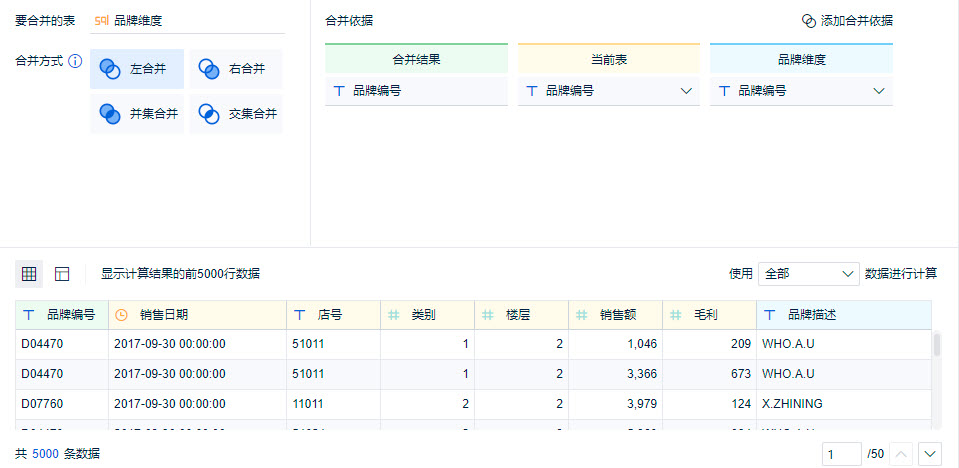 要合并的表 sql 品牌维度
合并依据 添加合并依据
合并方式 左合并 右合并
并集合并 交集合并
合并结果 当前表 品牌维度
品牌编号 品牌编号 品牌编号
显示计算结果的前5000行数据 使用 全部 数据进行计算
品牌编号 销售日期 店号 类别 楼层 销售额 毛利 品牌描述
D04470 2017-09-30 00:00:00 51011 1 2 1,046 209 WHO.A.U
D04470 2017-09-30 00:00:00 51011 1 2 3,366 673 WHO.A.U
D07760 2017-09-30 00:00:00 11011 2 2 3,979 124 X.ZHINING
共 5000 条数据 1 /50